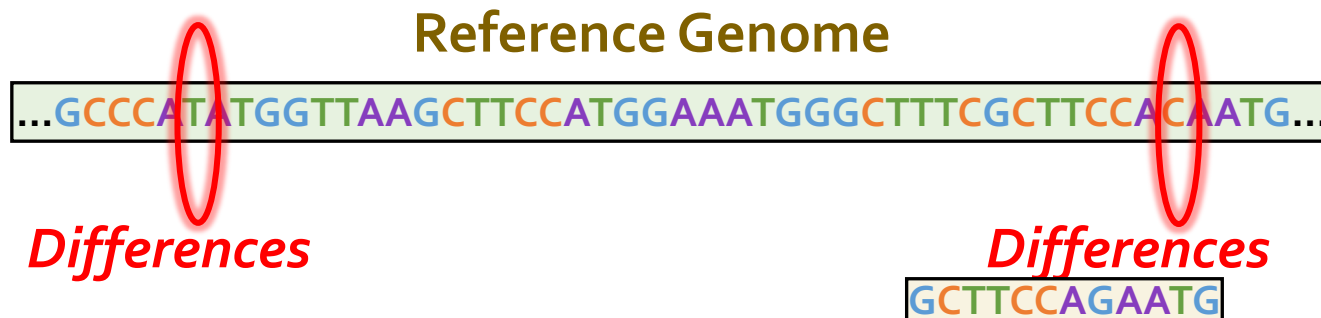 Reference Genome
...GCCCATATGGTTAAGCTTCCATGGAAATGGGCTTTCGCTTCCACAATG...
Differences Differences
GCTTCCAGAATG